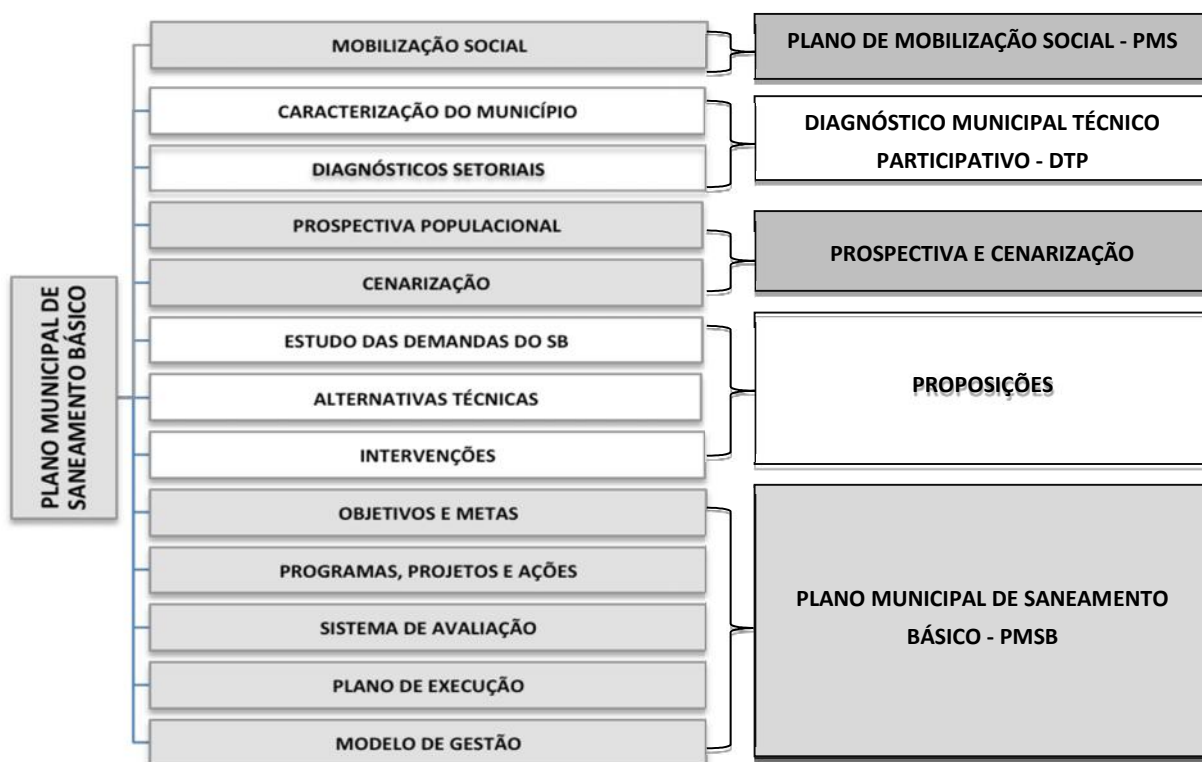 PLANO MUNICIPAL DE
SANEAMENTO BÁSICO
MOBILIZAÇÃO SOCIAL
CARACTERIZAÇÃO DO MUNICÍPIO
DIAGNÓSTICOS SETORIAIS
PROSPECTIVA POPULACIONAL
CENARIZAÇÃO
ESTUDO DAS DEMANDAS DO SB
ALTERNATIVAS TÉCNICAS
INTERVENÇÕES
OBJETIVOS E METAS
PROGRAMAS, PROJETOS E AÇÕES
SISTEMA DE AVALIAÇÃO
PLANO DE EXECUÇÃO
MODELO DE GESTÃO
PLANO DE MOBILIZAÇÃO SOCIAL - PMS
DIAGNÓSTICO MUNICIPAL TÉCNICO
PARTICIPATIVO - DTP
PROSPECTIVA E CENARIZAÇÃO
PROPOSIÇÕES
PLANO MUNICIPAL DE SANEAMENTO
BÁSICO - PMSB